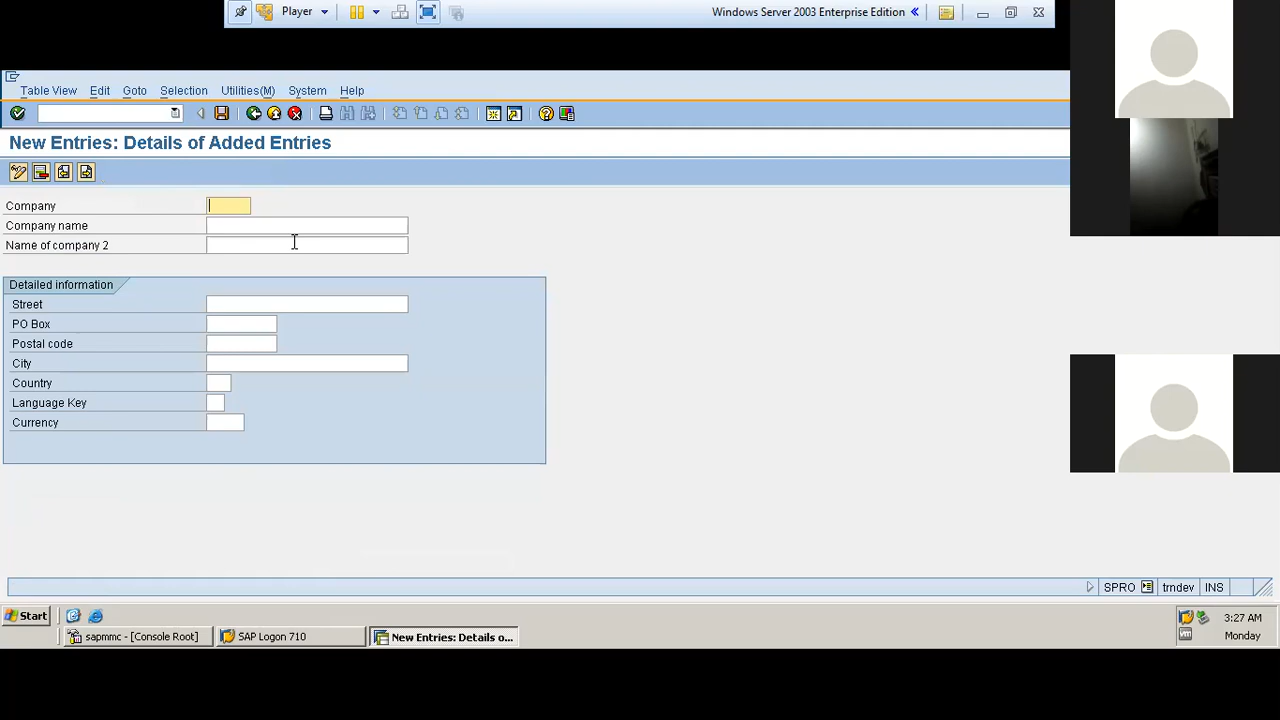 Player
Windows Server 2003 Enterprise Edition
Table View Edit Goto Selection Utilities(M) System Help
New Entries: Details of Added Entries
Company
Company name
Name of company 2
Detailed information
Street
PO Box
Postal code
City
Country
Language Key
Currency
SPRO trndev INS
Start
3:27 AM
sapmmc - [Console Root] SAP Logon 710 New Entries: Details o...
Monday